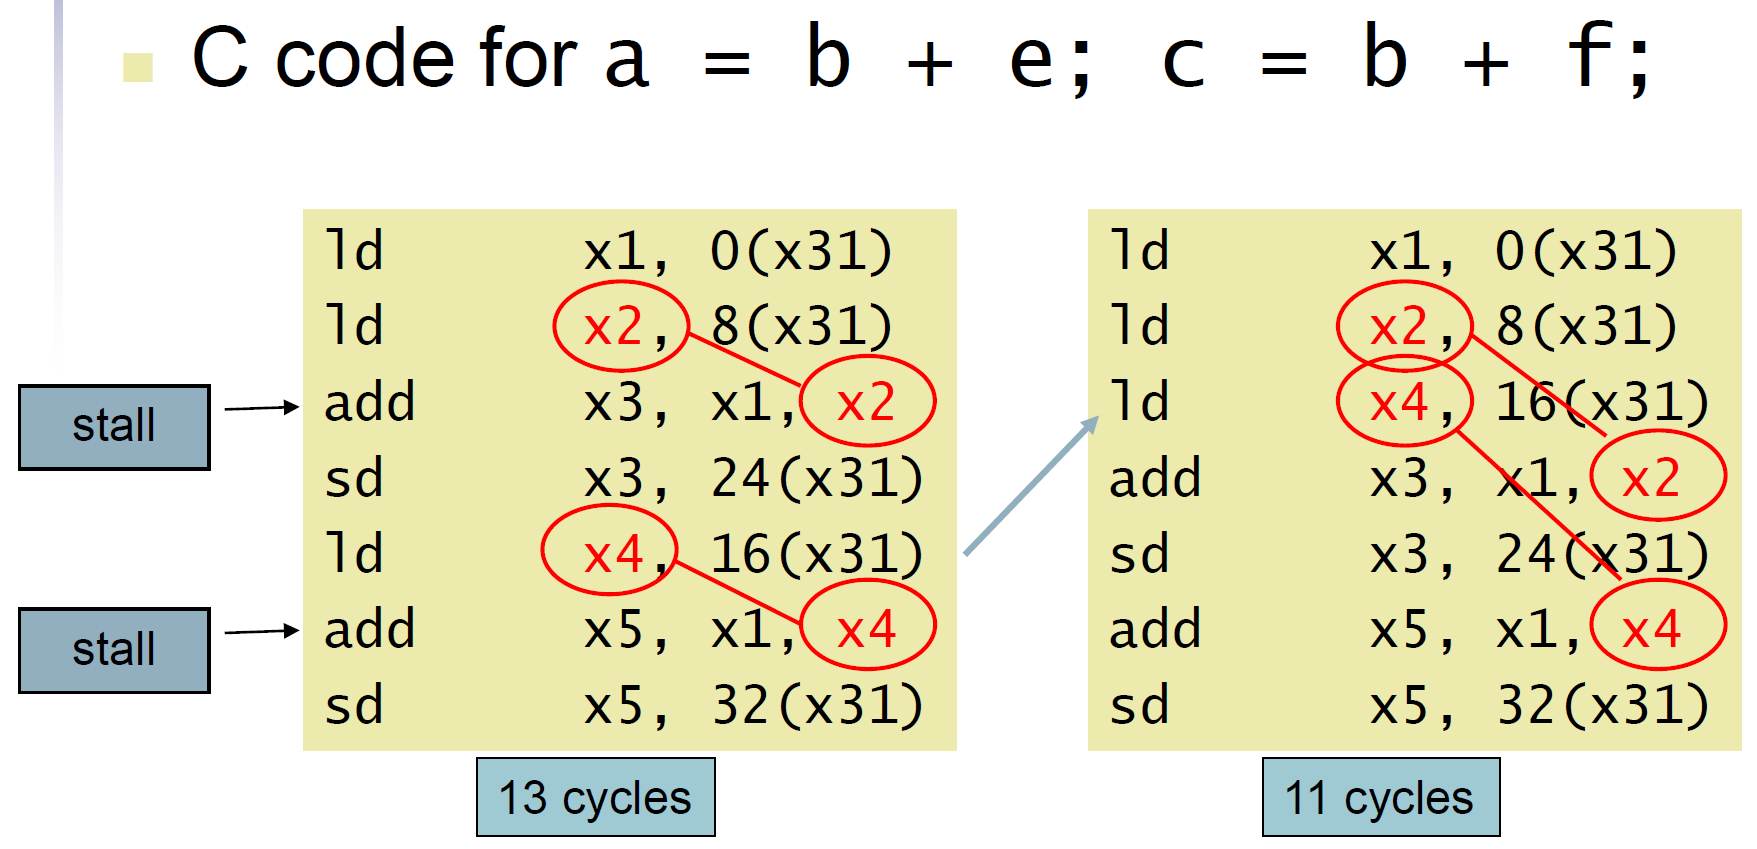 C code for a = b + e; c = b + f;
ld x1, 0(x31)
ld x2, 8(x31)
stall
add x3, x1, x2
sd x3, 24(x31)
ld x4, 16(x31)
stall
add x5, x1, x4
sd x5, 32(x31)
13 cycles
ld x1, 0(x31)
ld x2, 8(x31)
ld x4, 16(x31)
add x3, x1, x2
sd x3, 24(x31)
add x5, x1, x4
sd x5, 32(x31)
11 cycles